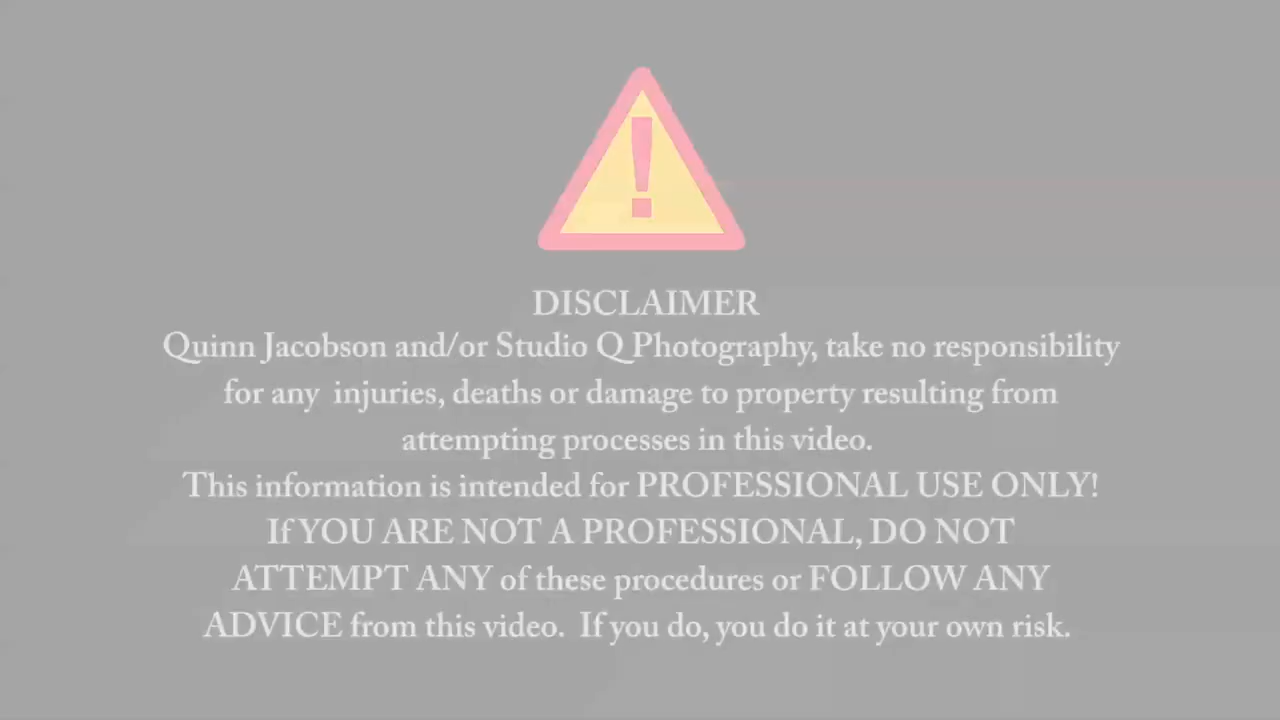 !
DISCLAIMER
Quinn Jacobson and/or Studio Q Photography, take no responsibility
for any  injuries, deaths or damage to property resulting from
attempting processes in this video.
This information is intended for PROFESSIONAL USE ONLY!
If YOU ARE NOT A PROFESSIONAL, DO NOT
ATTEMPT ANY of these procedures or FOLLOW ANY
ADVICE from this video.  If you do, you do it at your own risk.